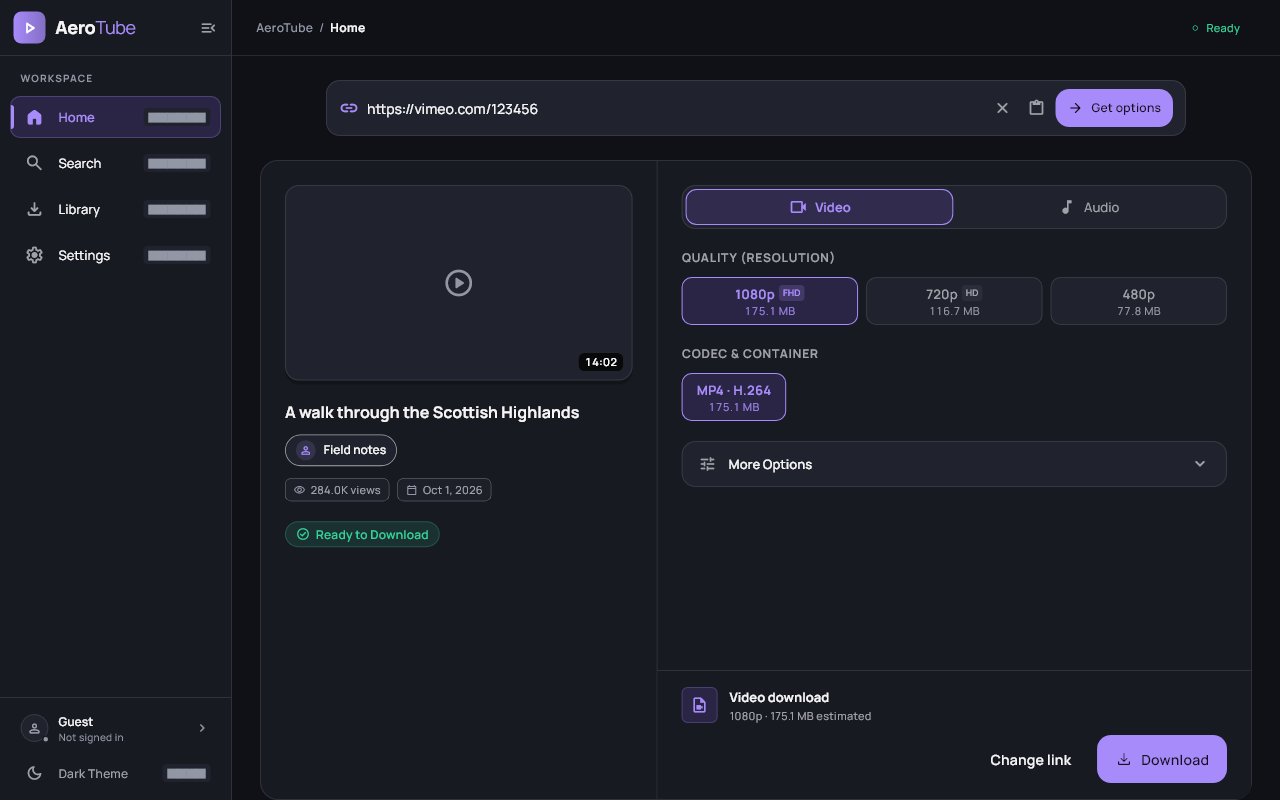 AeroTube
AeroTube / Home
Ready
WORKSPACE
Home
Search
Library
Settings
https://vimeo.com/123456
Get options
14:02
A walk through the Scottish Highlands
Field notes
284.0K views
Oct 1, 2026
Ready to Download
Video
Audio
QUALITY (RESOLUTION)
1080p FHD
175.1 MB
720p HD
116.7 MB
480p
77.8 MB
CODEC & CONTAINER
MP4 · H.264
175.1 MB
More Options
Video download
1080p · 175.1 MB estimated
Change link
Download
Guest
Not signed in
Dark Theme